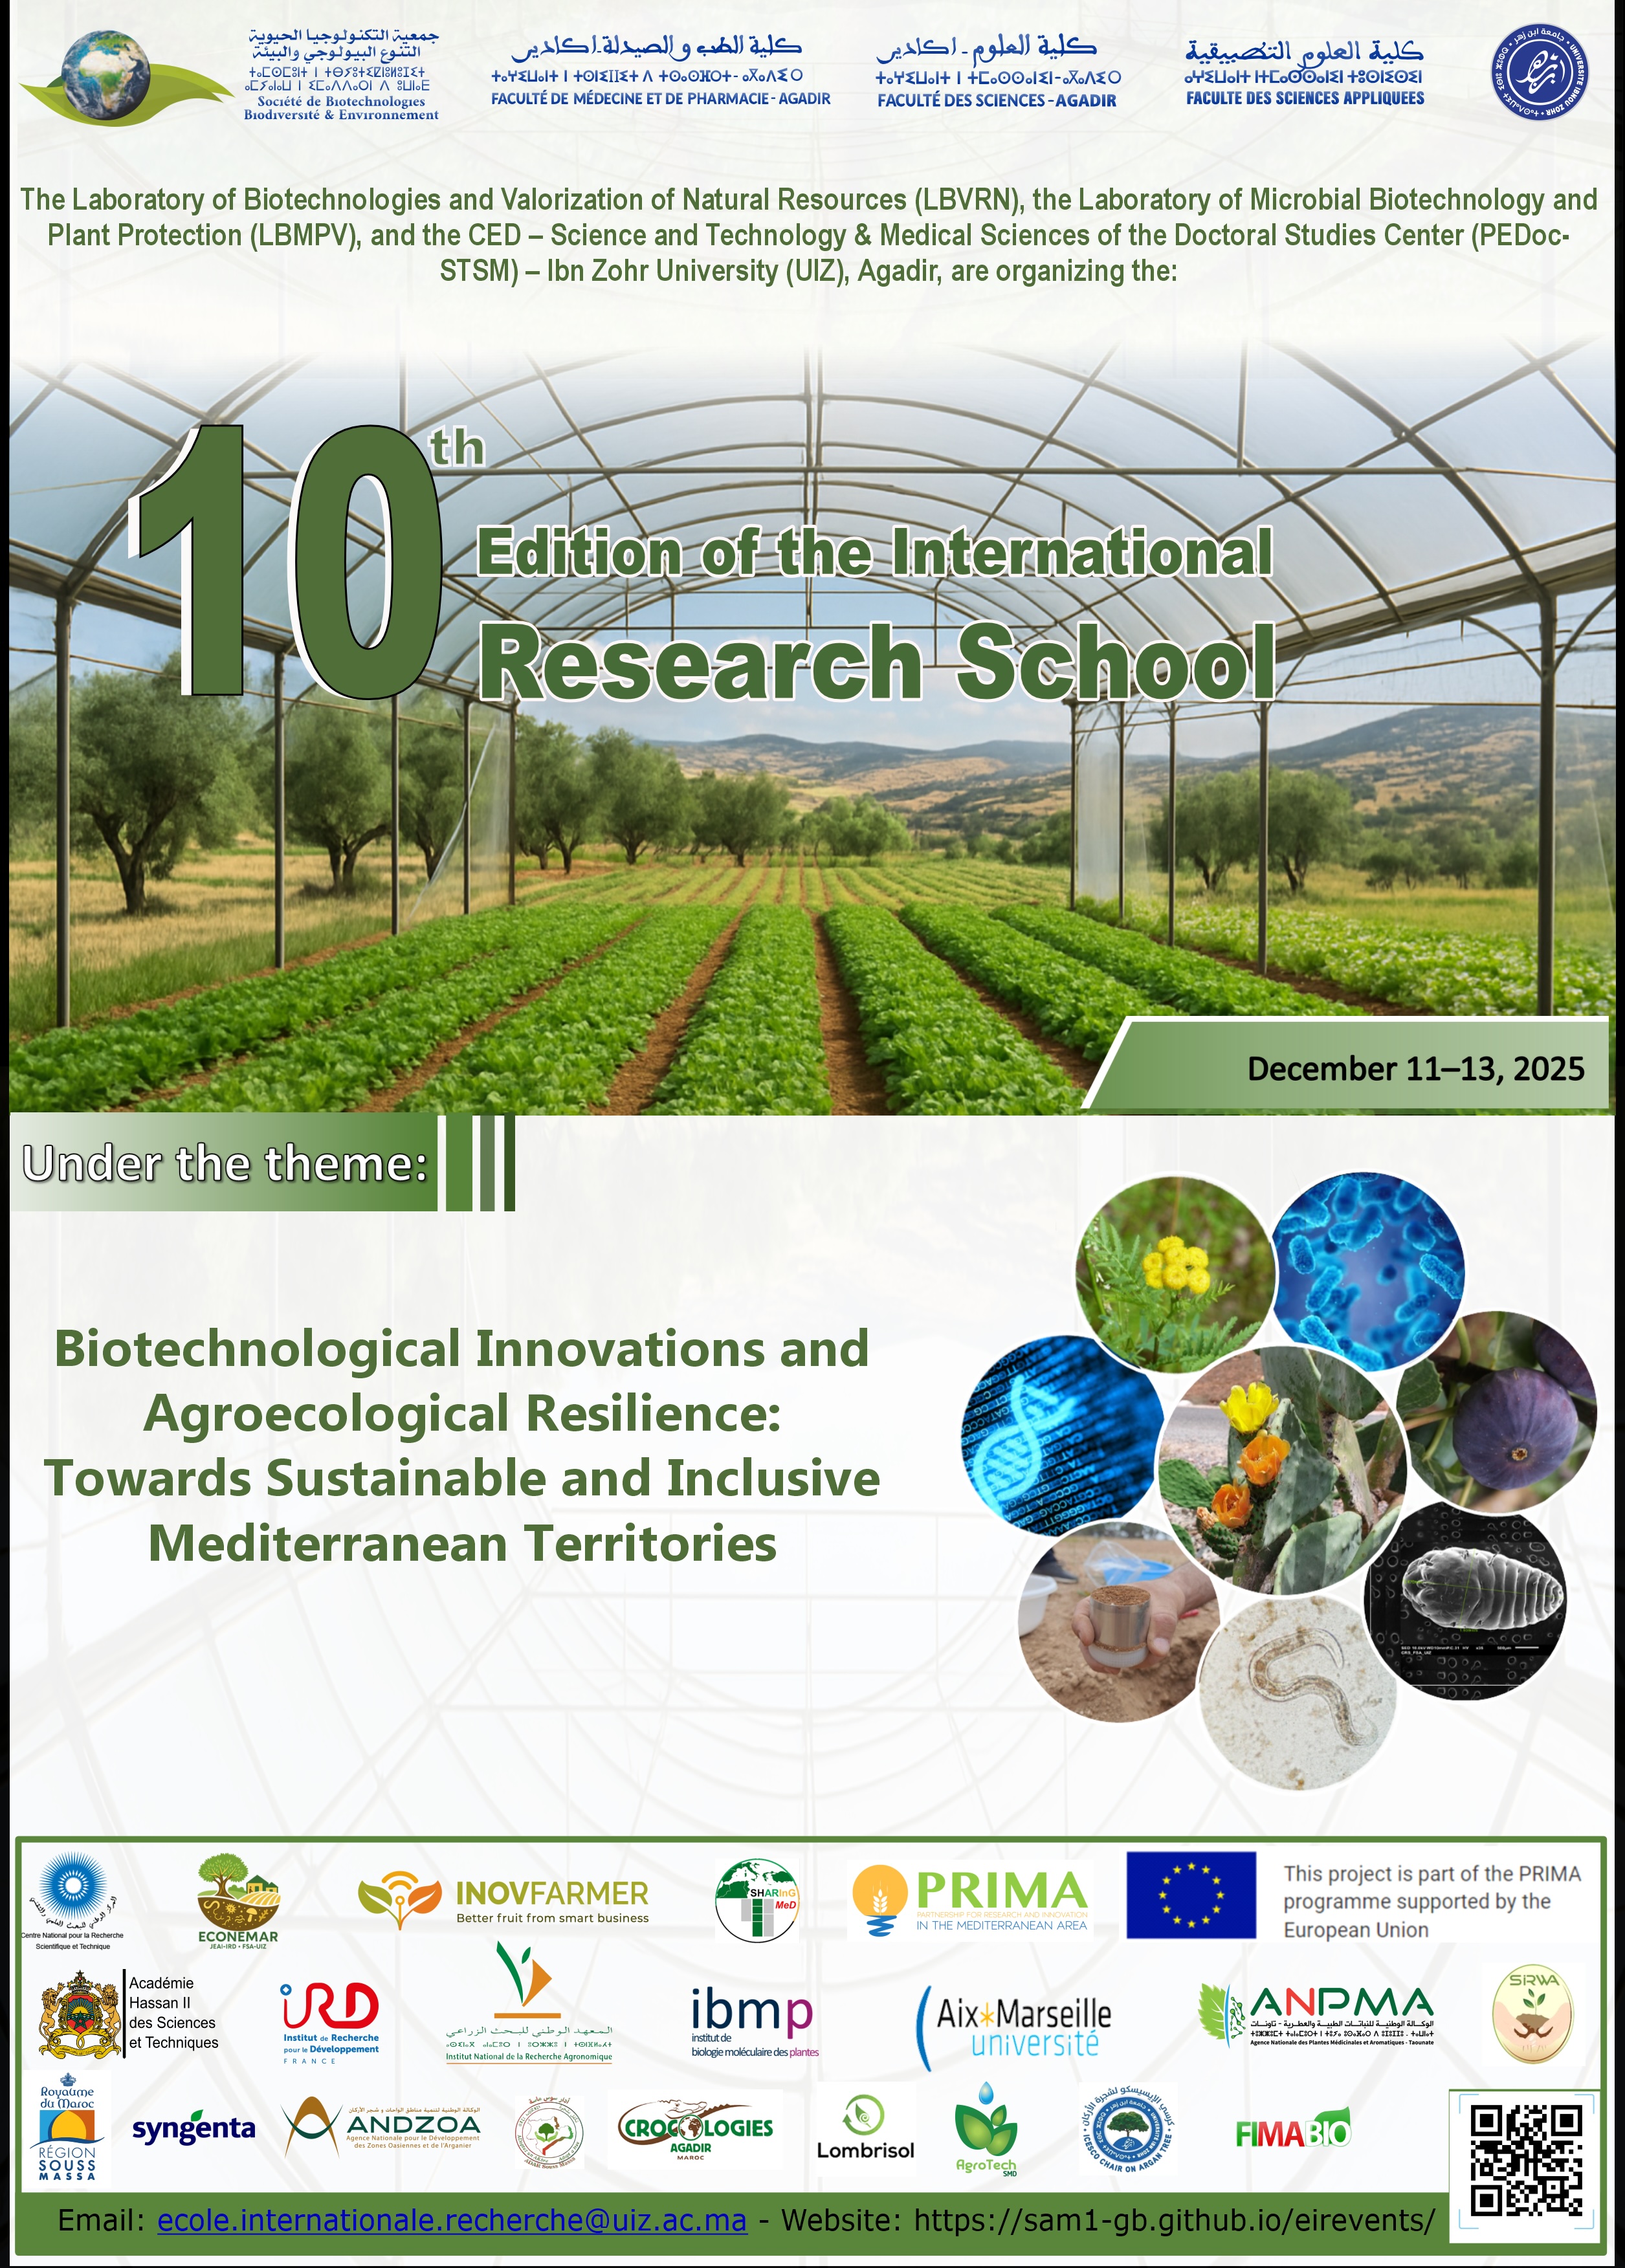 جمعية التكنولوجيا الحيوية
التنوع البيولوجي والبيئة
Société de Biotechnologies
Biodiversité & Environnement
كلية الطب و الصيدلة-اكادير
FACULTÉ DE MÉDECINE ET DE PHARMACIE - AGADIR
كلية العلوم - اكادير
FACULTÉ DES SCIENCES - AGADIR
كلية العلوم التطبيقية
FACULTE DES SCIENCES APPLIQUEES
The Laboratory of Biotechnologies and Valorization of Natural Resources (LBVRN), the Laboratory of Microbial Biotechnology and
Plant Protection (LBMPV), and the CED – Science and Technology & Medical Sciences of the Doctoral Studies Center (PEDoc-
STSM) – Ibn Zohr University (UIZ), Agadir, are organizing the:
10th
Edition of the International
Research School
December 11–13, 2025
Under the theme:
Biotechnological Innovations and
Agroecological Resilience:
Towards Sustainable and Inclusive
Mediterranean Territories
Centre National pour la Recherche
Scientifique et Technique
ECONEMAR
JEAI-IRD • FSA-UIZ
INOVFARMER
Better fruit from smart business
SHARInG
MeD
PRIMA
PARTNERSHIP FOR RESEARCH AND INNOVATION
IN THE MEDITERRANEAN AREA
This project is part of the PRIMA
programme supported by the
European Union
Académie
Hassan II
des Sciences
et Techniques
iRD
Institut de Recherche
pour le Développement
FRANCE
المعهد الوطني للبحث الزراعي
Institut National de la Recherche Agronomique
ibmp
institut de
biologie moléculaire des plantes
Aix*Marseille
université
ANPMA
الوكالة الوطنية للنباتات الطبية والعطرية - تاونات
Agence Nationale des Plantes Médicinales et Aromatiques - Taounate
SIRWA
Royaume
du Maroc
RÉGION
SOUSS
MASSA
syngenta
الوكالة الوطنية لتنمية مناطق الواحات و شجر الأركان
ANDZOA
Agence Nationale pour le Développement
des Zones Oasiennes et de l'Arganier
CROCOLOGIES
AGADIR
MAROC
Lombrisol
AgroTech
SMD
ICESCO CHAIR ON ARGAN TREE
FIMABIO
Email: ecole.internationale.recherche@uiz.ac.ma - Website: https://sam1-gb.github.io/eirevents/